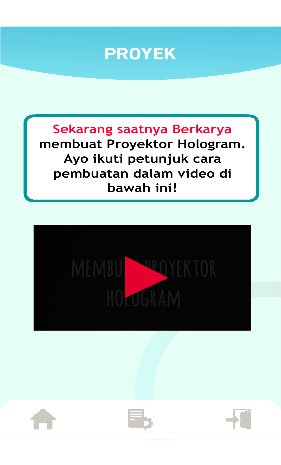 PROYEK
Sekarang saatnya Berkarya
membuat Proyektor Hologram.
Ayo ikuti petunjuk cara
pembuatan dalam video di
bawah ini!
MEMBUAT PROYEKTOR
HOLOGRAM